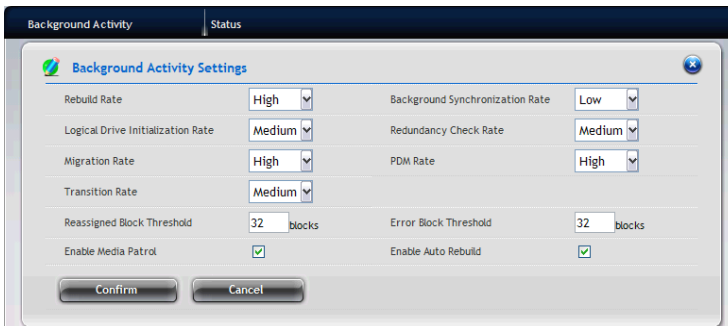 Background Activity Status
Background Activity Settings
Rebuild Rate High Background Synchronization Rate Low
Logical Drive Initialization Rate Medium Redundancy Check Rate Medium
Migration Rate High PDM Rate High
Transition Rate Medium
Reassigned Block Threshold 32 blocks Error Block Threshold 32 blocks
Enable Media Patrol Enable Auto Rebuild
Confirm Cancel